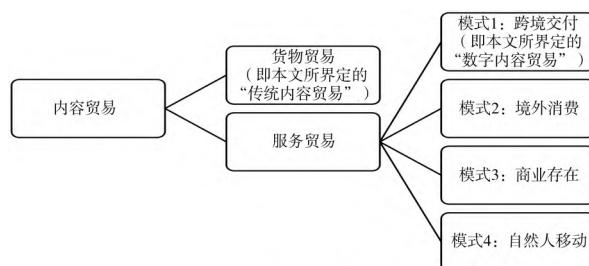 内容贸易
货物贸易
（即本文所界定的
“传统内容贸易”）
服务贸易
模式1：跨境交付
（即本文所界定的
“数字内容贸易”）
模式2：境外消费
模式3：商业存在
模式4：自然人移动